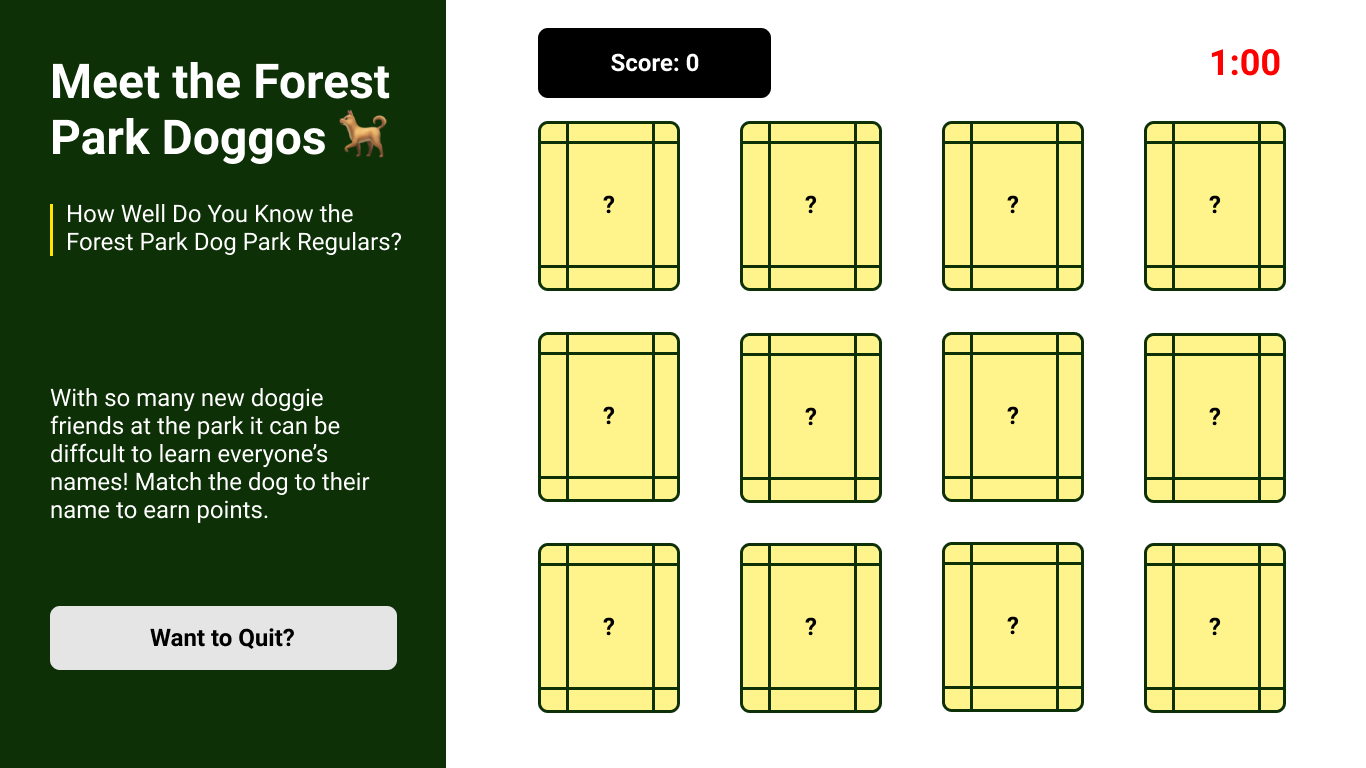 Meet the Forest
Park Doggos 🐕
How Well Do You Know the
Forest Park Dog Park Regulars?
With so many new doggie
friends at the park it can be
diffcult to learn everyone’s
names! Match the dog to their
name to earn points.
Want to Quit?
Score: 0
1:00
? ? ? ?
? ? ? ?
? ? ? ?